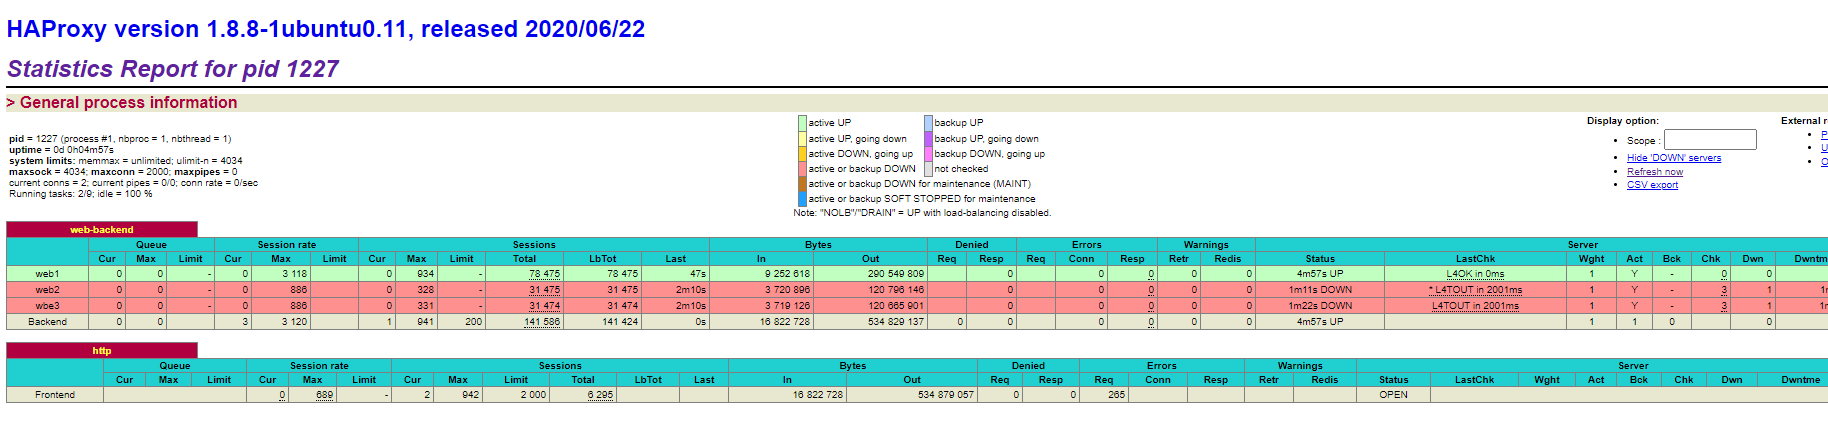 HAProxy version 1.8.8-1ubuntu0.11, released 2020/06/22
Statistics Report for pid 1227
> General process information
pid = 1227 (process #1, nbproc = 1, nbthread = 1)
uptime = 0d 0h04m57s
system limits: memmax = unlimited; ulimit-n = 4034
maxsock = 4034; maxconn = 2000; maxpipes = 0
current conns = 2; current pipes = 0/0; conn rate = 0/sec
Running tasks: 2/9; idle = 100 %
active UP backup UP
active UP, going down backup UP, going down
active DOWN, going up backup DOWN, going up
active or backup DOWN not checked
active or backup DOWN for maintenance (MAINT)
active or backup SOFT STOPPED for maintenance
Note: "NOLB"/"DRAIN" = UP with load-balancing disabled.
Display option:
• Scope :
• Hide 'DOWN' servers
• Refresh now
• CSV export
External r
• P
• U
• O
web-backend
Queue Session rate Sessions Bytes Denied Errors Warnings Server
Cur Max Limit Cur Max Limit Cur Max Limit Total LbTot Last In Out Req Resp Req Conn Resp Retr Redis Status LastChk Wght Act Bck Chk Dwn Dwntm
web1 0 0 - 0 3 118 0 934 - 78 475 78 475 47s 9 252 618 290 549 809 0 0 0 0 0 4m57s UP L4OK in 0ms 1 Y - 0 0
web2 0 0 - 0 886 0 328 - 31 475 31 475 2m10s 3 720 896 120 796 146 0 0 0 0 0 1m11s DOWN * L4TOUT in 2001ms 1 Y - 3 1 1r
wbe3 0 0 - 0 886 0 331 - 31 474 31 474 2m10s 3 719 126 120 665 901 0 0 0 0 0 1m22s DOWN L4TOUT in 2001ms 1 Y - 3 1 1r
Backend 0 0 3 3 120 1 941 200 141 586 141 424 0s 16 822 728 534 829 137 0 0 0 0 0 0 4m57s UP 1 1 0 0
http
Queue Session rate Sessions Bytes Denied Errors Warnings Server
Cur Max Limit Cur Max Limit Cur Max Limit Total LbTot Last In Out Req Resp Req Conn Resp Retr Redis Status LastChk Wght Act Bck Chk Dwn Dwntme
Frontend 0 689 - 2 942 2 000 6 295 16 822 728 534 879 057 0 0 265 OPEN